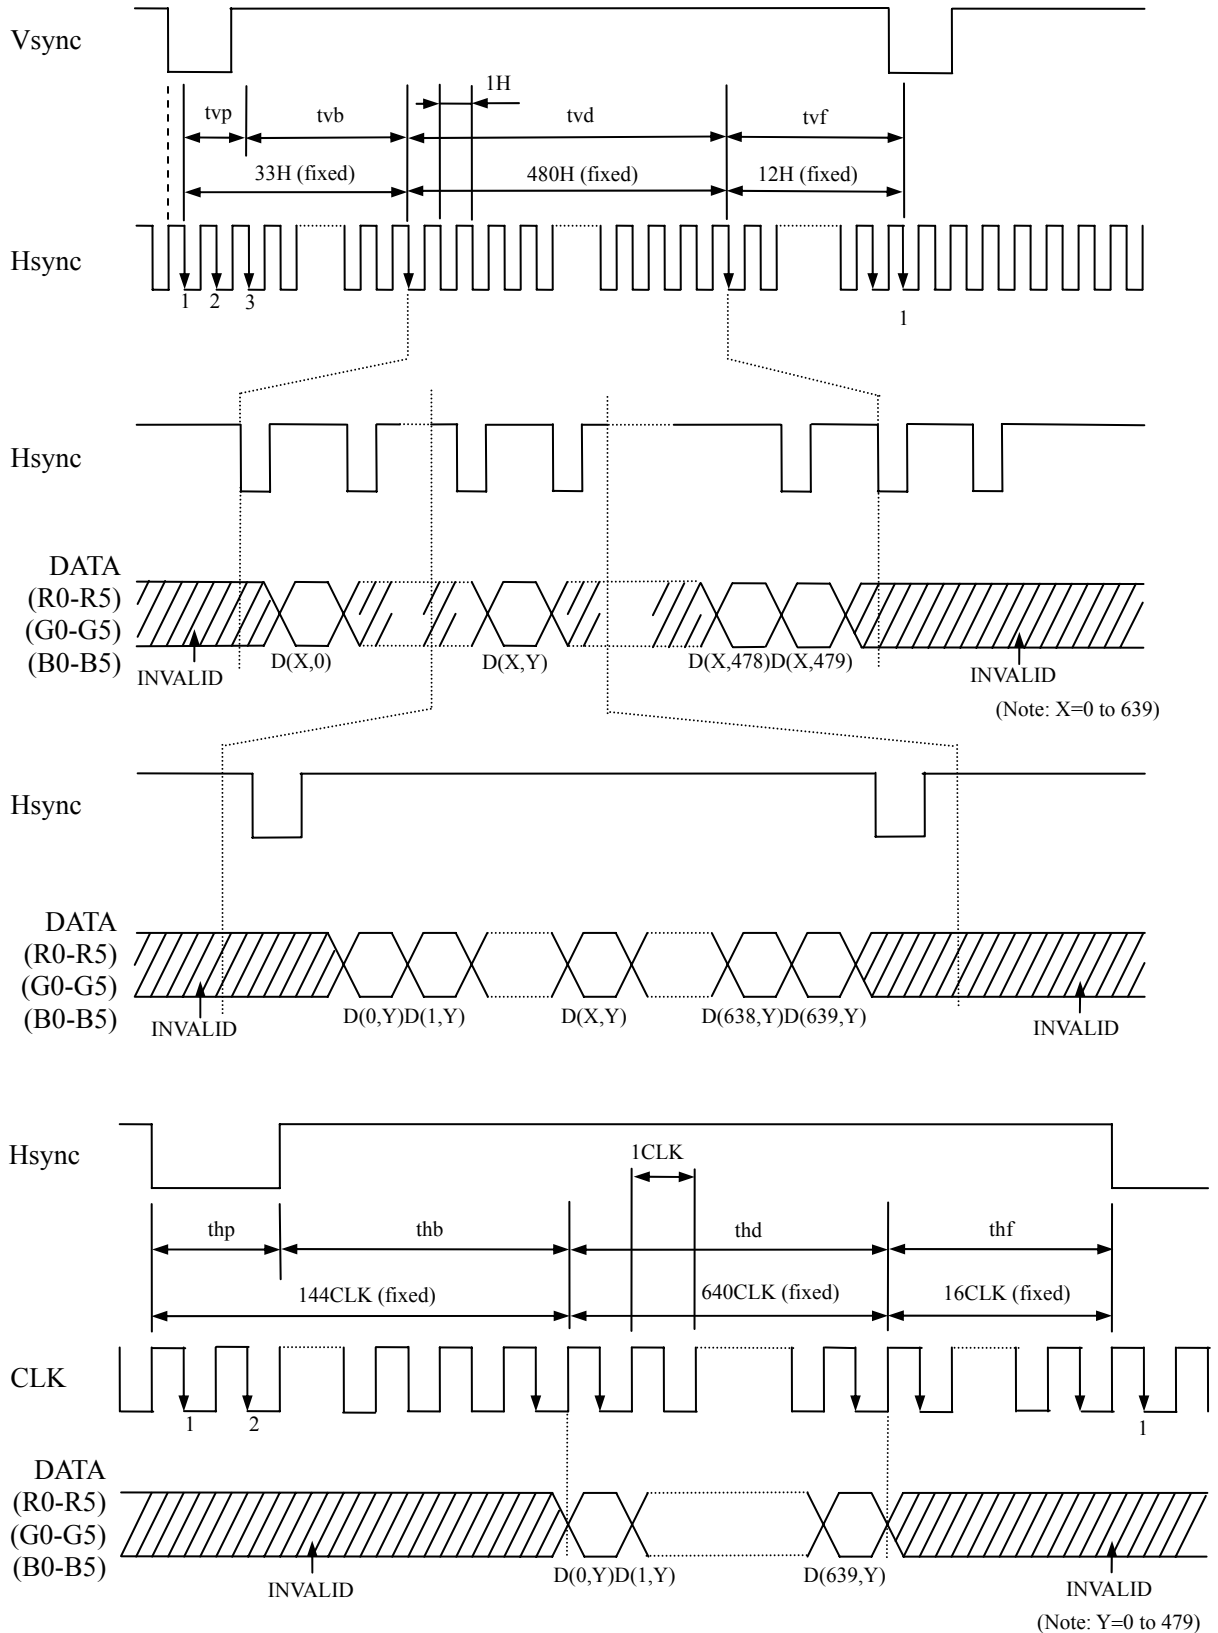 Vsync
1H
tvp
tvb
tvd
tvf
33H (fixed)
480H (fixed)
12H (fixed)
Hsync
1
2
3
1
Hsync
DATA
(R0-R5)
(G0-G5)
(B0-B5)
D(X,0)
D(X,Y)
D(X,478)D(X,479)
INVALID
INVALID
(Note: X=0 to 639)
Hsync
DATA
(R0-R5)
(G0-G5)
(B0-B5)
D(0,Y)D(1,Y)
D(X,Y)
D(638,Y)D(639,Y)
INVALID
INVALID
Hsync
1CLK
thp
thb
thd
thf
144CLK (fixed)
640CLK (fixed)
16CLK (fixed)
CLK
1
2
1
DATA
(R0-R5)
(G0-G5)
(B0-B5)
D(0,Y)D(1,Y)
D(639,Y)
INVALID
INVALID
(Note: Y=0 to 479)